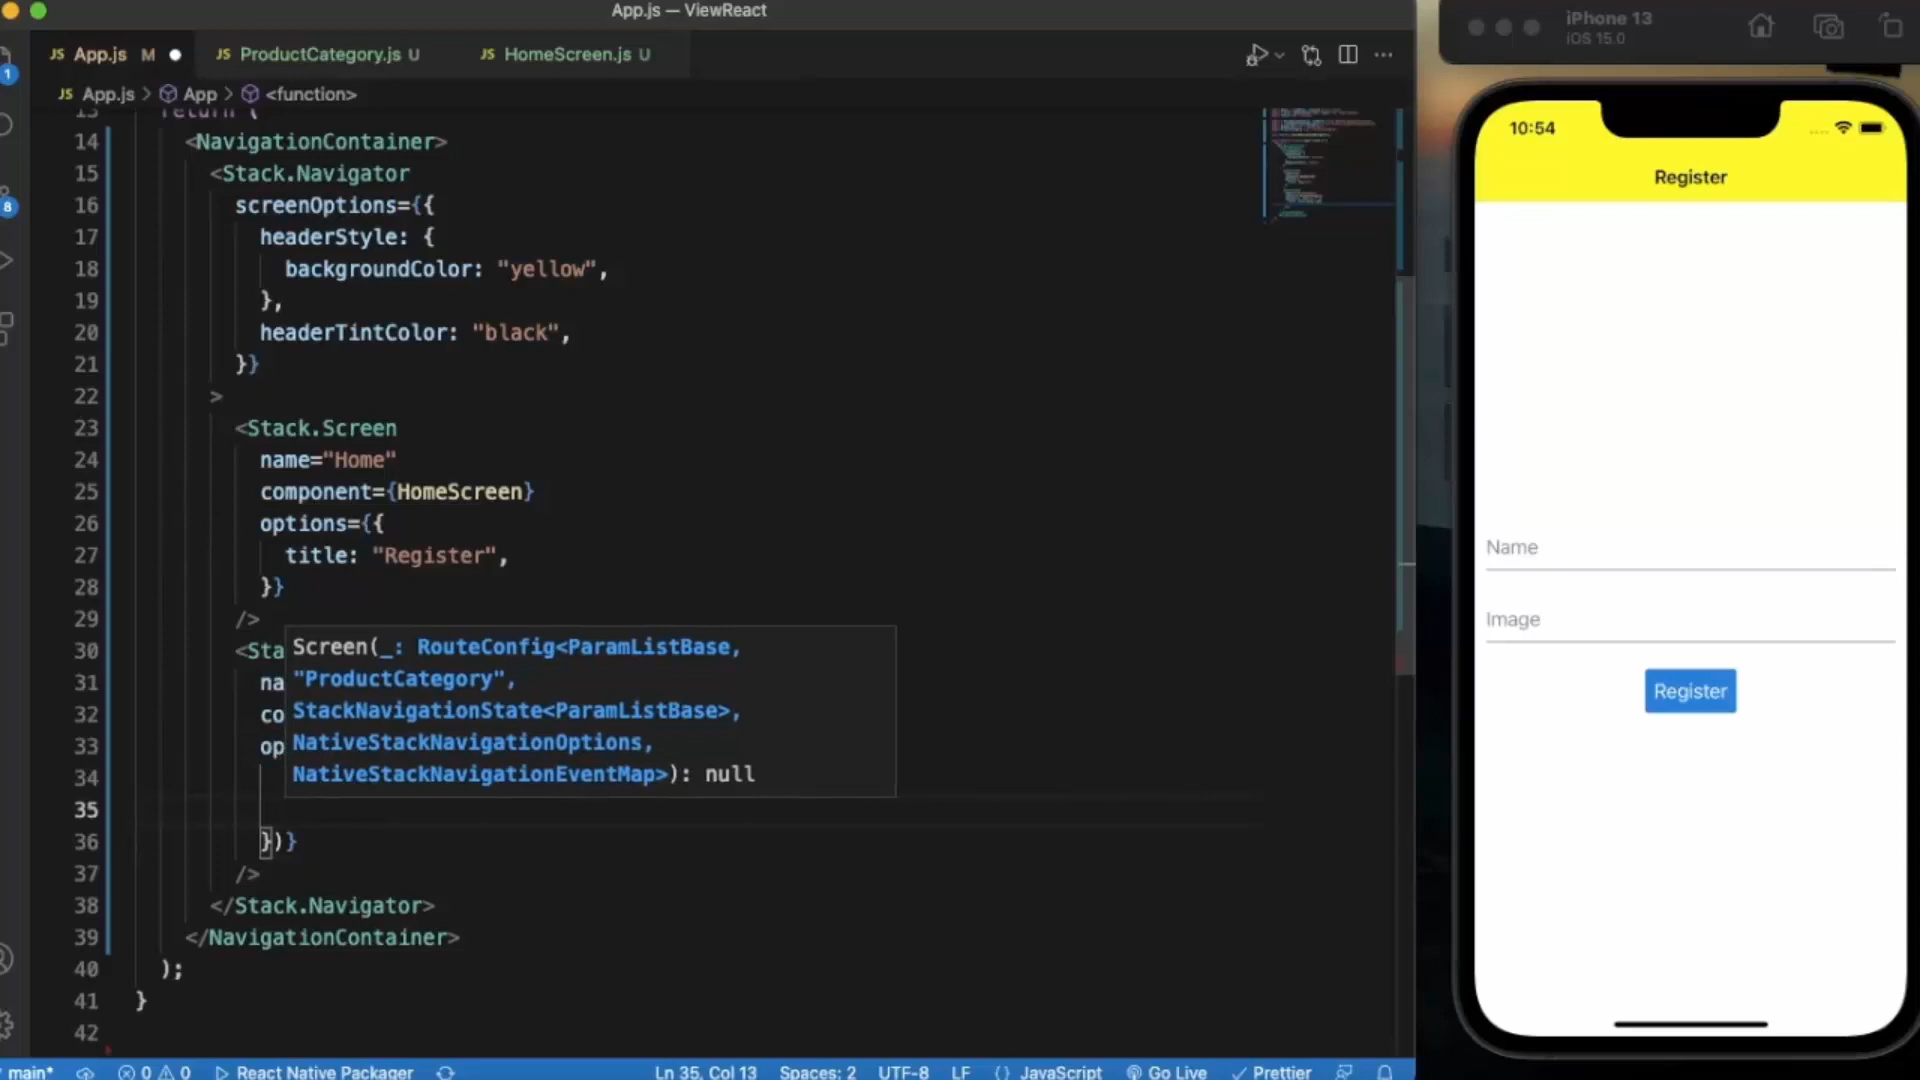 App.js — ViewReact
JS App.js M
JS ProductCategory.js U
JS HomeScreen.js U
JS App.js > App > <function>
1
8
13 return (
14 <NavigationContainer>
15 <Stack.Navigator
16 screenOptions={{
17 headerStyle: {
18 backgroundColor: "yellow",
19 },
20 headerTintColor: "black",
21 }}
22 >
23 <Stack.Screen
24 name="Home"
25 component={HomeScreen}
26 options={{
27 title: "Register",
28 }}
29 />
30 <Sta
31 na
32 co
33 op
34
35
36 })}
37 />
38 </Stack.Navigator>
39 </NavigationContainer>
40 );
41 }
42
Screen(_: RouteConfig<ParamListBase,
"ProductCategory",
StackNavigationState<ParamListBase>,
NativeStackNavigationOptions,
NativeStackNavigationEventMap>): null
main* 0 0 React Native Packager Ln 35, Col 13 Spaces: 2 UTF-8 LF {} JavaScript Go Live Prettier
iPhone 13
iOS 15.0
10:54
Register
Name
Image
Register